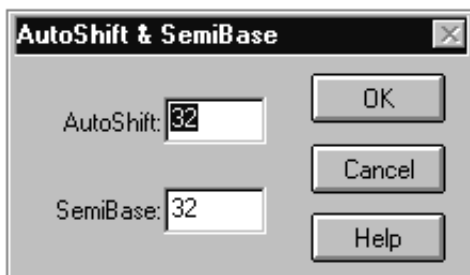 AutoShift & SemiBase
AutoShift: 32
OK
Cancel
SemiBase: 32
Help